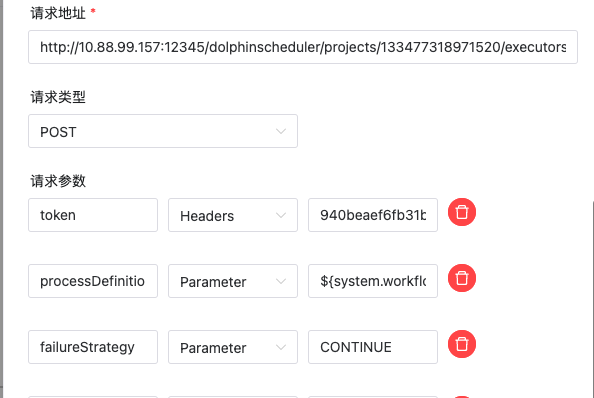 请求地址 *
http://10.88.99.157:12345/dolphinscheduler/projects/133477318971520/executors
请求类型
POST
请求参数
token Headers 940beaef6fb31b
processDefinitio Parameter ${system.workflo
failureStrategy Parameter CONTINUE